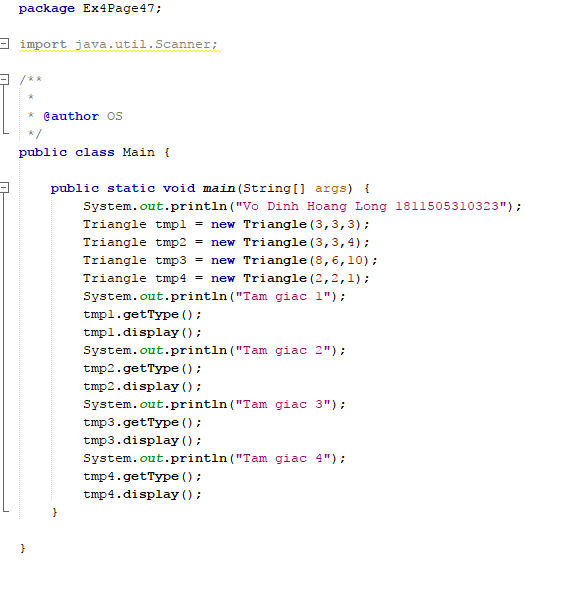 package Ex4Page47;
import java.util.Scanner;
/**
*
* @author OS
*/
public class Main {
public static void main(String[] args) {
System.out.println("Vo Dinh Hoang Long 1811505310323");
Triangle tmp1 = new Triangle(3,3,3);
Triangle tmp2 = new Triangle(3,3,4);
Triangle tmp3 = new Triangle(8,6,10);
Triangle tmp4 = new Triangle(2,2,1);
System.out.println("Tam giac 1");
tmp1.getType();
tmp1.display();
System.out.println("Tam giac 2");
tmp2.getType();
tmp2.display();
System.out.println("Tam giac 3");
tmp3.getType();
tmp3.display();
System.out.println("Tam giac 4");
tmp4.getType();
tmp4.display();
}
}